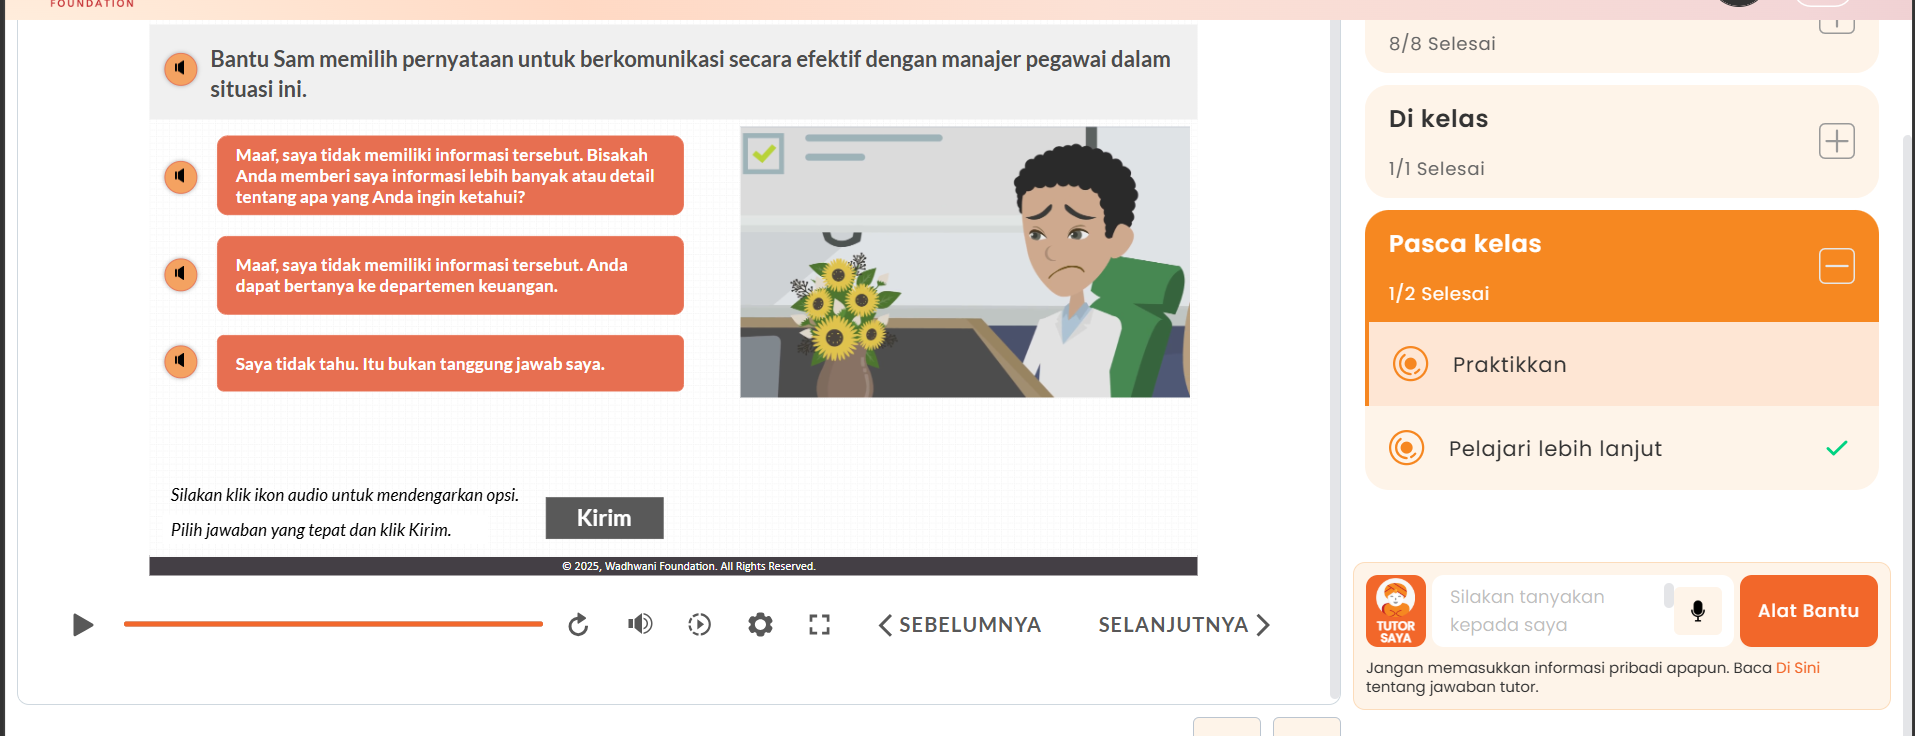 FOUNDATION
Bantu Sam memilih pernyataan untuk berkomunikasi secara efektif dengan manajer pegawai dalam
situasi ini.
Maaf, saya tidak memiliki informasi tersebut. Bisakah
Anda memberi saya informasi lebih banyak atau detail
tentang apa yang Anda ingin ketahui?
Maaf, saya tidak memiliki informasi tersebut. Anda
dapat bertanya ke departemen keuangan.
Saya tidak tahu. Itu bukan tanggung jawab saya.
Silakan klik ikon audio untuk mendengarkan opsi.
Pilih jawaban yang tepat dan klik Kirim.
Kirim
© 2025, Wadhwani Foundation. All Rights Reserved.
SEBELUMNYA
SELANJUTNYA
8/8 Selesai
Di kelas
1/1 Selesai
Pasca kelas
1/2 Selesai
Praktikkan
Pelajari lebih lanjut
TUTOR
SAYA
Silakan tanyakan
kepada saya
Alat Bantu
Jangan memasukkan informasi pribadi apapun. Baca Di Sini
tentang jawaban tutor.